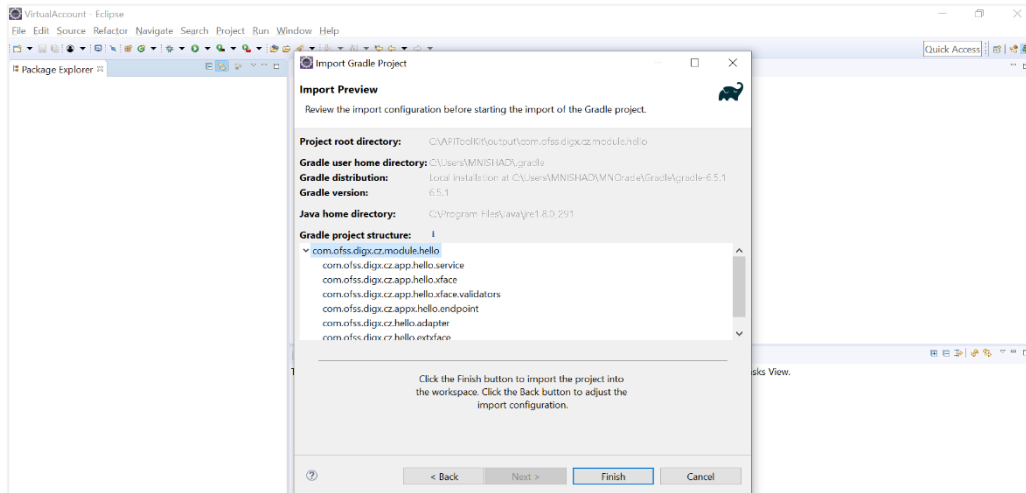 VirtualAccount - Eclipse
File Edit Source Refactor Navigate Search Project Run Window Help
Quick Access
Package Explorer
Import Gradle Project
Import Preview
Review the import configuration before starting the import of the Gradle project.
Project root directory: C:\APIToolKit\output\com.ofss.digx.cz.module.hello
Gradle user home directory: C:\Users\MNISHAD\.gradle
Gradle distribution: Local installation at C:\Users\MNISHAD\MNOracle\Gradle\gradle-6.5.1
Gradle version: 6.5.1
Java home directory: C:\Program Files\Java\jre1.8.0_291
Gradle project structure:
com.ofss.digx.cz.module.hello
com.ofss.digx.cz.app.hello.service
com.ofss.digx.cz.app.hello.xface
com.ofss.digx.cz.app.hello.xface.validators
com.ofss.digx.cz.appx.hello.endpoint
com.ofss.digx.cz.hello.adapter
com.ofss.digx.cz.hello.extxface
sks View.
Click the Finish button to import the project into
the workspace. Click the Back button to adjust the
import configuration.
< Back Next > Finish Cancel